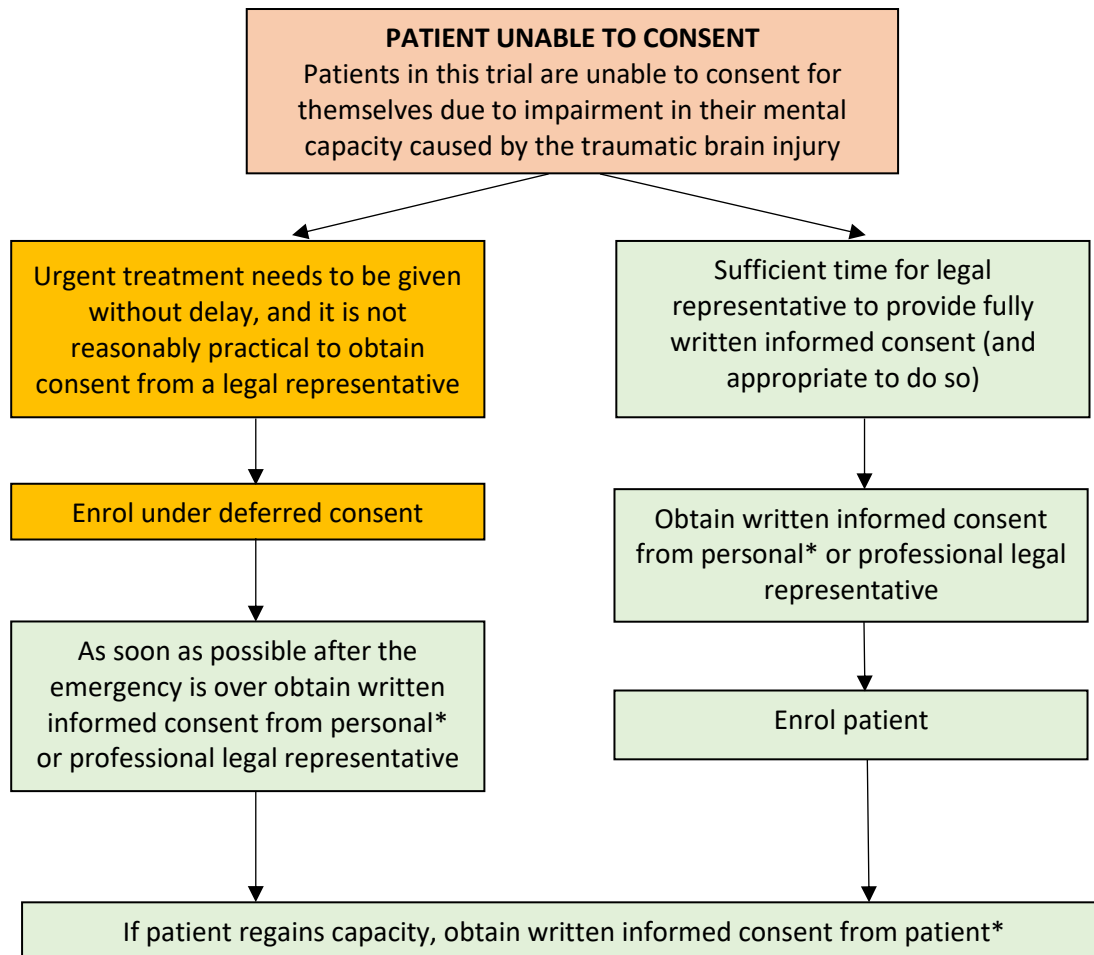 PATIENT UNABLE TO CONSENT
Patients in this trial are unable to consent for
themselves due to impairment in their mental
capacity caused by the traumatic brain injury
Urgent treatment needs to be given
without delay, and it is not
reasonably practical to obtain
consent from a legal representative
Enrol under deferred consent
As soon as possible after the
emergency is over obtain written
informed consent from personal*
or professional legal representative
Sufficient time for legal
representative to provide fully
written informed consent (and
appropriate to do so)
Obtain written informed consent
from personal* or professional legal
representative
Enrol patient
If patient regains capacity, obtain written informed consent from patient*